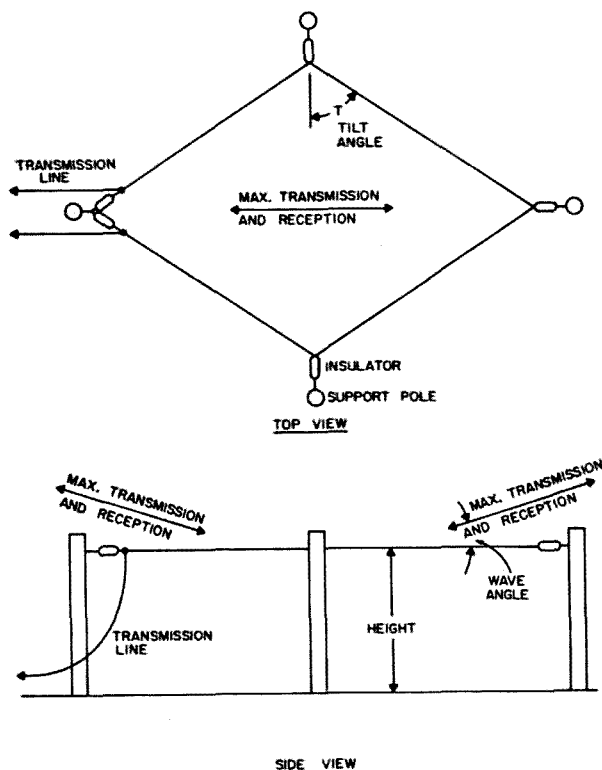 T
TILT
ANGLE
TRANSMISSION
LINE
MAX. TRANSMISSION
AND RECEPTION
INSULATOR
SUPPORT POLE
TOP VIEW
MAX. TRANSMISSION
AND RECEPTION
MAX. TRANSMISSION
AND RECEPTION
WAVE
ANGLE
TRANSMISSION
LINE
HEIGHT
SIDE VIEW